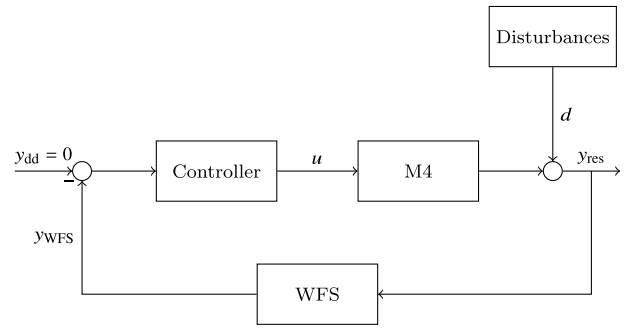 Disturbances
d
y_dd = 0
Controller
u
M4
y_res
−
y_WFS
WFS